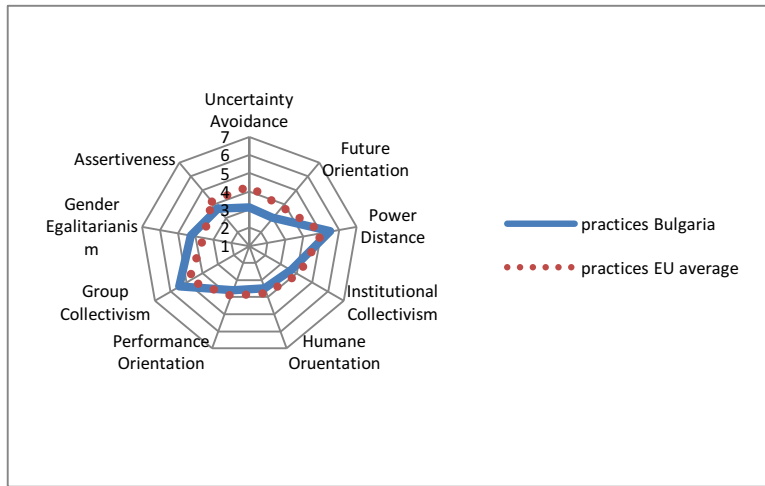 Uncertainty
Avoidance
Future
Orientation
Power
Distance
Institutional
Collectivism
Humane
Oruentation
Performance
Orientation
Group
Collectivism
Gender
Egalitarianis
m
Assertiveness
7
6
5
4
3
2
1
practices Bulgaria
practices EU average